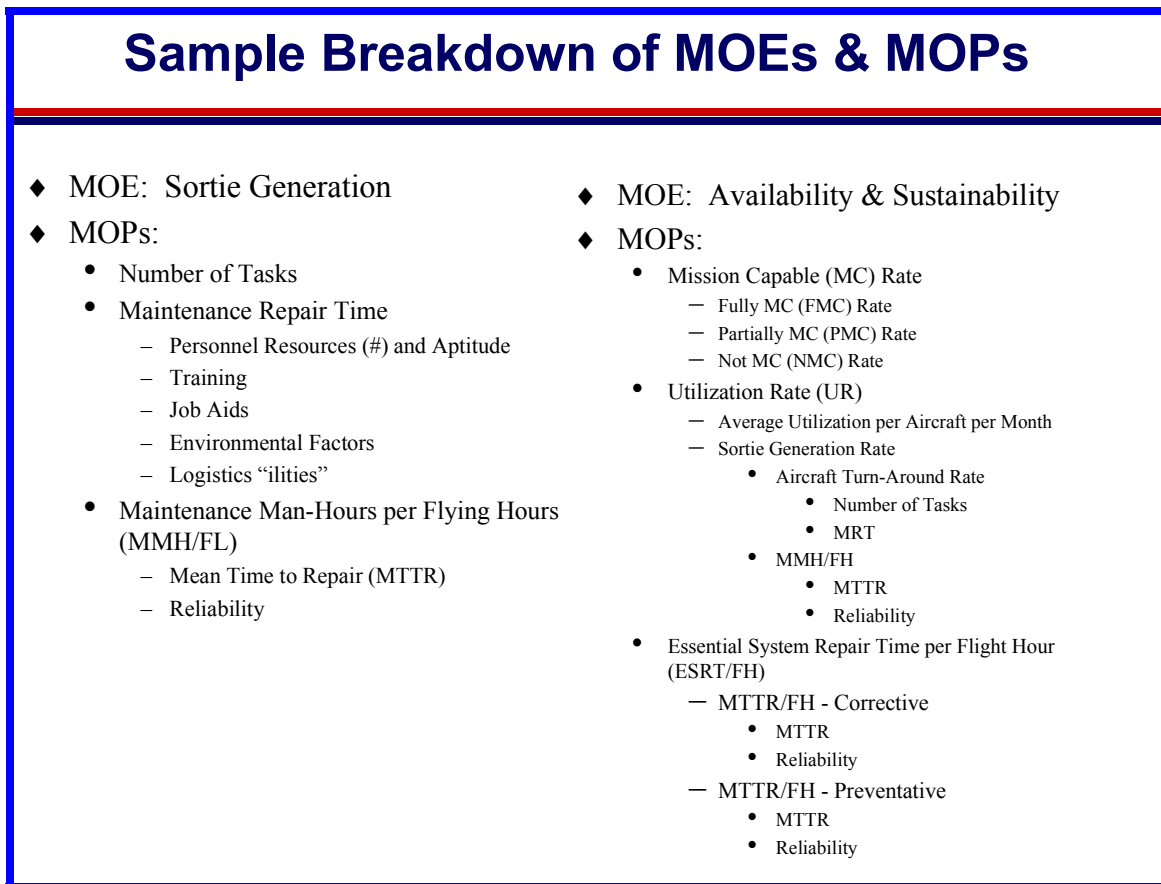 Sample Breakdown of MOEs & MOPs
♦ MOE: Sortie Generation
♦ MOPs:
• Number of Tasks
• Maintenance Repair Time
– Personnel Resources (#) and Aptitude
– Training
– Job Aids
– Environmental Factors
– Logistics “ilities”
• Maintenance Man-Hours per Flying Hours
(MMH/FL)
– Mean Time to Repair (MTTR)
– Reliability
♦ MOE: Availability & Sustainability
♦ MOPs:
• Mission Capable (MC) Rate
— Fully MC (FMC) Rate
— Partially MC (PMC) Rate
— Not MC (NMC) Rate
• Utilization Rate (UR)
— Average Utilization per Aircraft per Month
— Sortie Generation Rate
• Aircraft Turn-Around Rate
• Number of Tasks
• MRT
• MMH/FH
• MTTR
• Reliability
• Essential System Repair Time per Flight Hour
(ESRT/FH)
— MTTR/FH - Corrective
• MTTR
• Reliability
— MTTR/FH - Preventative
• MTTR
• Reliability